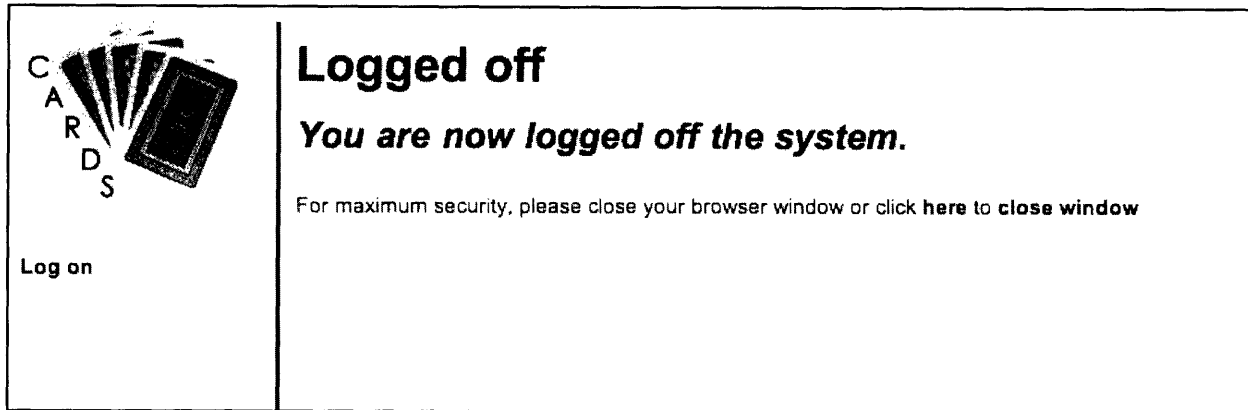 CARDS
Log on
Logged off
You are now logged off the system.
For maximum security, please close your browser window or click here to close window